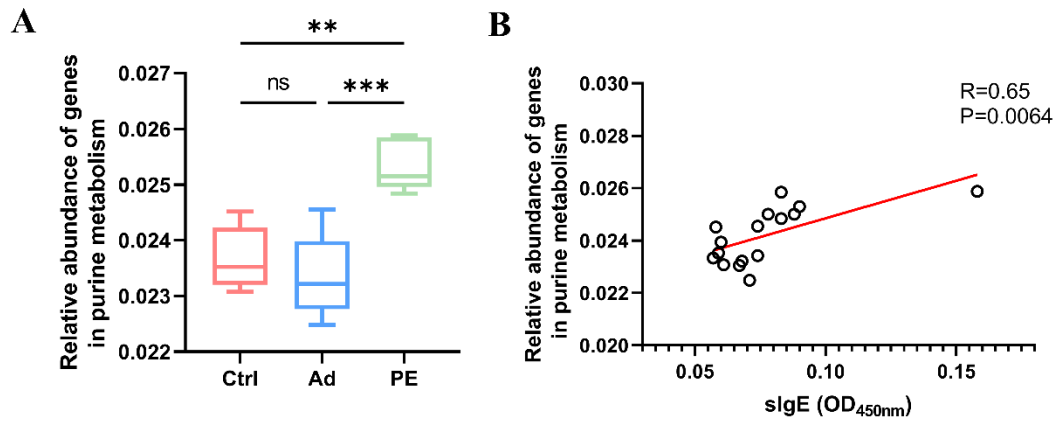 A
Relative abundance of genes
in purine metabolism
0.027
0.026
0.025
0.024
0.023
0.022
**
ns
***
Ctrl
Ad
PE
B
Relative abundance of genes
in purine metabolism
0.030
0.028
0.026
0.024
0.022
0.020
R=0.65
P=0.0064
0.05
0.10
0.15
sIgE (OD450nm)